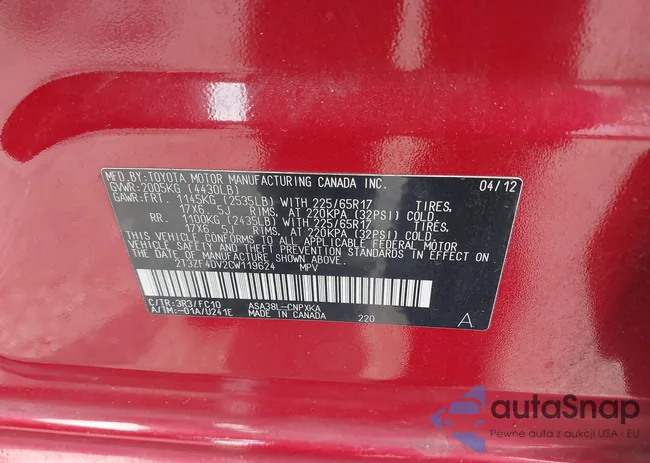 MFD.BY:TOYOTA MOTOR MANUFACTURING CANADA INC. 04/12
GVWR:2005KG (4430LB)
GAWR:FRT. 1145KG (2535LB) WITH 225/65R17 TIRES,
17X6. 5J RIMS, AT 220KPA (32PSI) COLD.
RR. 1100KG (2435LB) WITH 225/65R17 TIRES,
17X6. 5J RIMS, AT 220KPA (32PSI) COLD.
THIS VEHICLE CONFORMS TO ALL APPLICABLE FEDERAL MOTOR
VEHICLE SAFETY AND THEFT PREVENTION STANDARDS IN EFFECT
ON THE DATE OF MANUFACTURE SHOWN ABOVE.
2T3ZF4DV2CW119624 MPV
C/TR:3R3/FC10 ASA38L-CNPXKA
A/TM:-01A/U241E MADE IN CANADA 220 A
autaSnap
Pewne auta z aukcji USA i EU